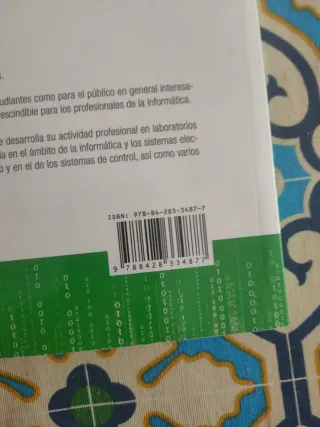 s.
udiantes como para el público en general interesa-
rescindible para los profesionales de la informática.
e desarrolla su actividad profesional en laboratorios
ía en el ámbito de la informática y los sistemas elec-
o y en el de los sistemas de control, así como varios
ISBN: 978-84-283-3487-7
9 788428 334877